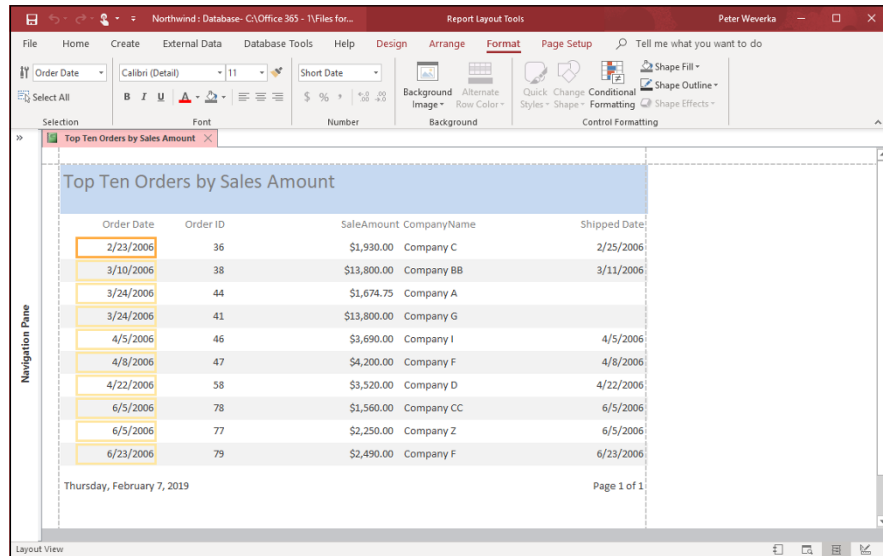 Northwind : Database- C:\Office 365 - 1\Files for... Report Layout Tools Peter Weverka
File Home Create External Data Database Tools Help Design Arrange Format Page Setup Tell me what you want to do
Order Date Calibri (Detail) 11 Short Date Shape Fill
Select All B I U A $ % , .00 Background Image Alternate Row Color Quick Styles Change Shape Conditional Formatting Shape Outline
Shape Effects
Selection Font Number Background Control Formatting
Top Ten Orders by Sales Amount
Navigation Pane
Top Ten Orders by Sales Amount
Order Date Order ID SaleAmount CompanyName Shipped Date
2/23/2006 36 $1,930.00 Company C 2/25/2006
3/10/2006 38 $13,800.00 Company BB 3/11/2006
3/24/2006 44 $1,674.75 Company A
3/24/2006 41 $13,800.00 Company G
4/5/2006 46 $3,690.00 Company I 4/5/2006
4/8/2006 47 $4,200.00 Company F 4/8/2006
4/22/2006 58 $3,520.00 Company D 4/22/2006
6/5/2006 78 $1,560.00 Company CC 6/5/2006
6/5/2006 77 $2,250.00 Company Z 6/5/2006
6/23/2006 79 $2,490.00 Company F 6/23/2006
Thursday, February 7, 2019 Page 1 of 1
Layout View